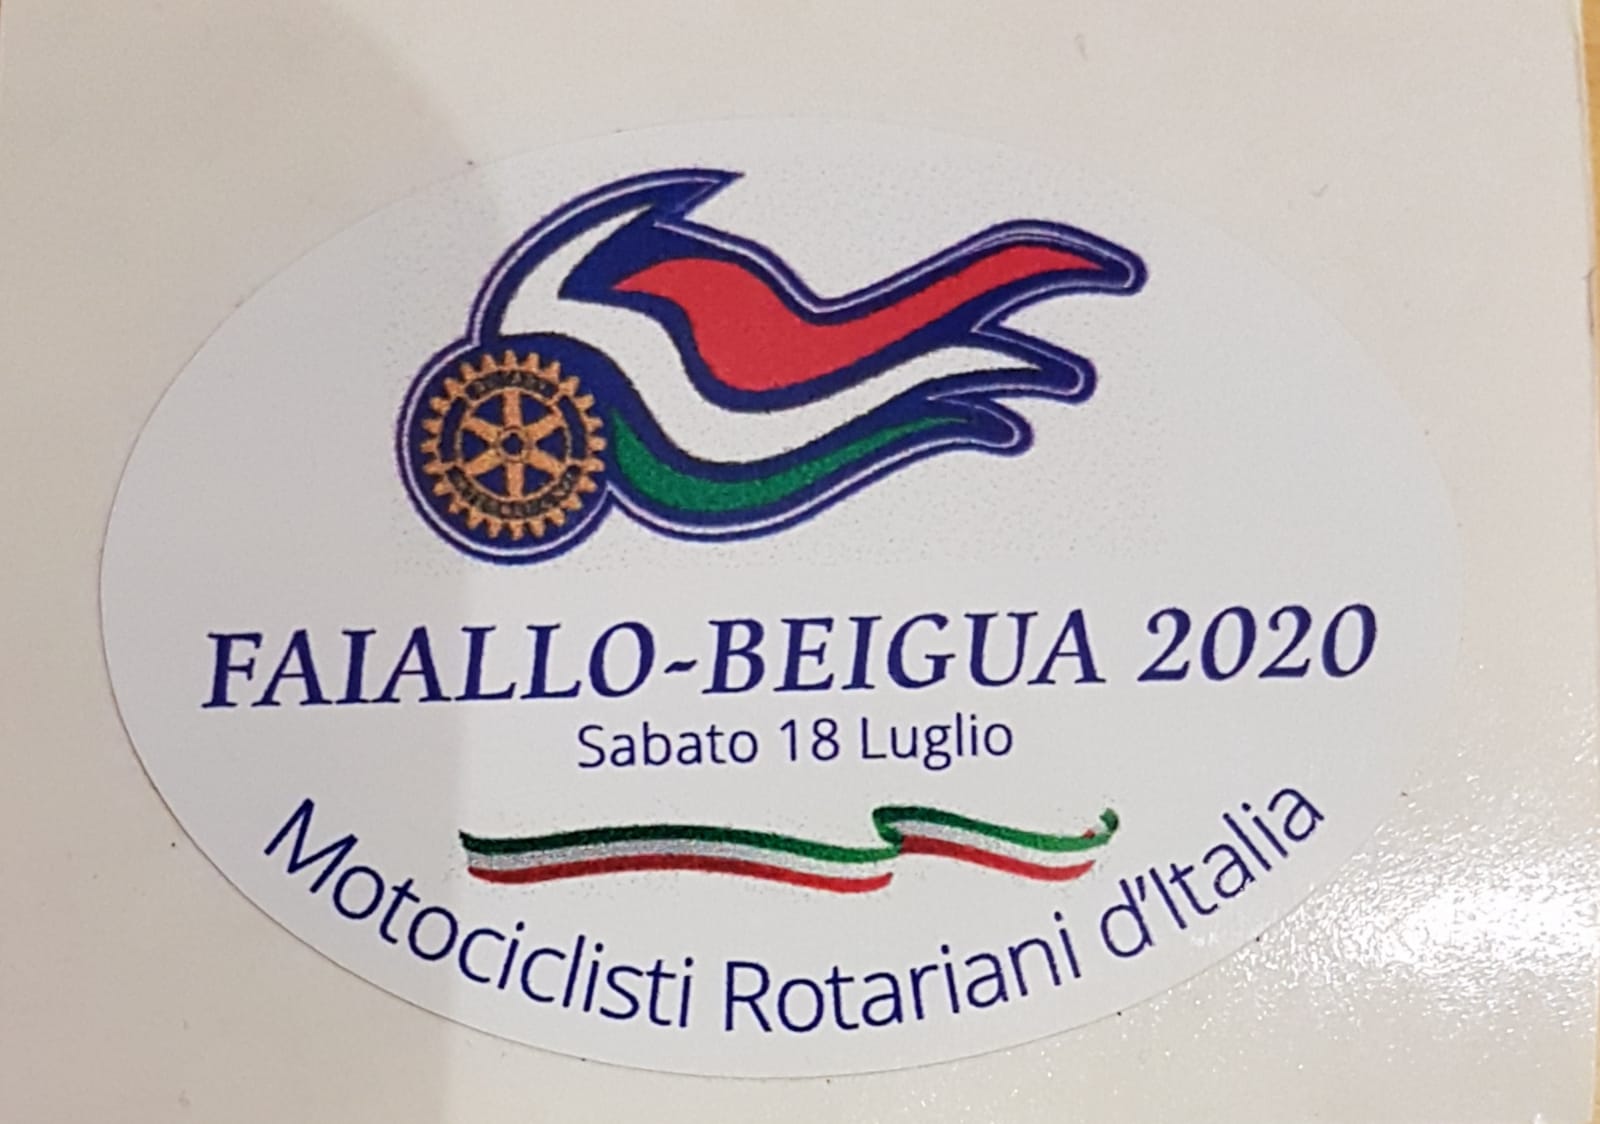 FAIALLO-BEIGUA 2020
Sabato 18 Luglio
Motociclisti Rotariani d'Italia